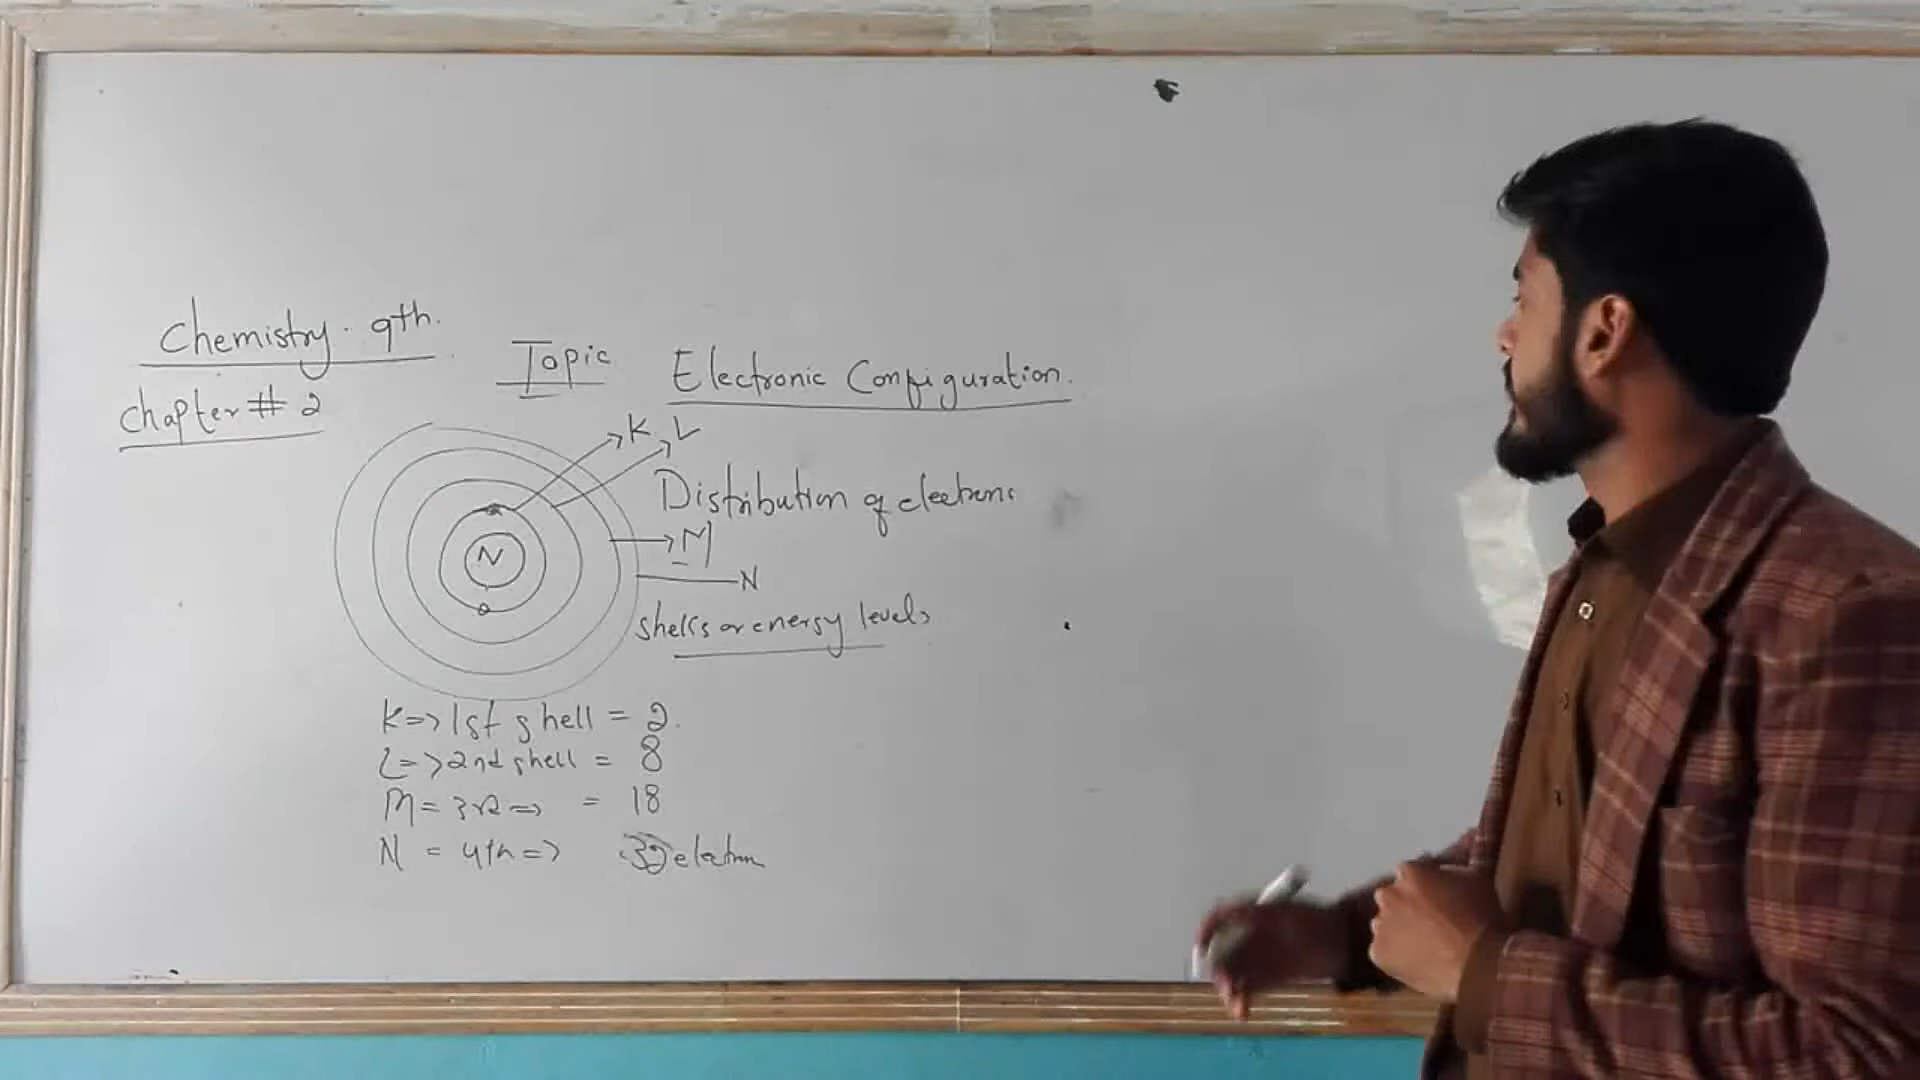 Chemistry. 9th.
Chapter # 2
Topic Electronic Configuration.
K L
Distribution of electrons
N
M
N
shells or energy levels
K=> 1st shell = 2.
L=> 2nd shell = 8
M= 3rd => = 18
N = 4th => 32 electron